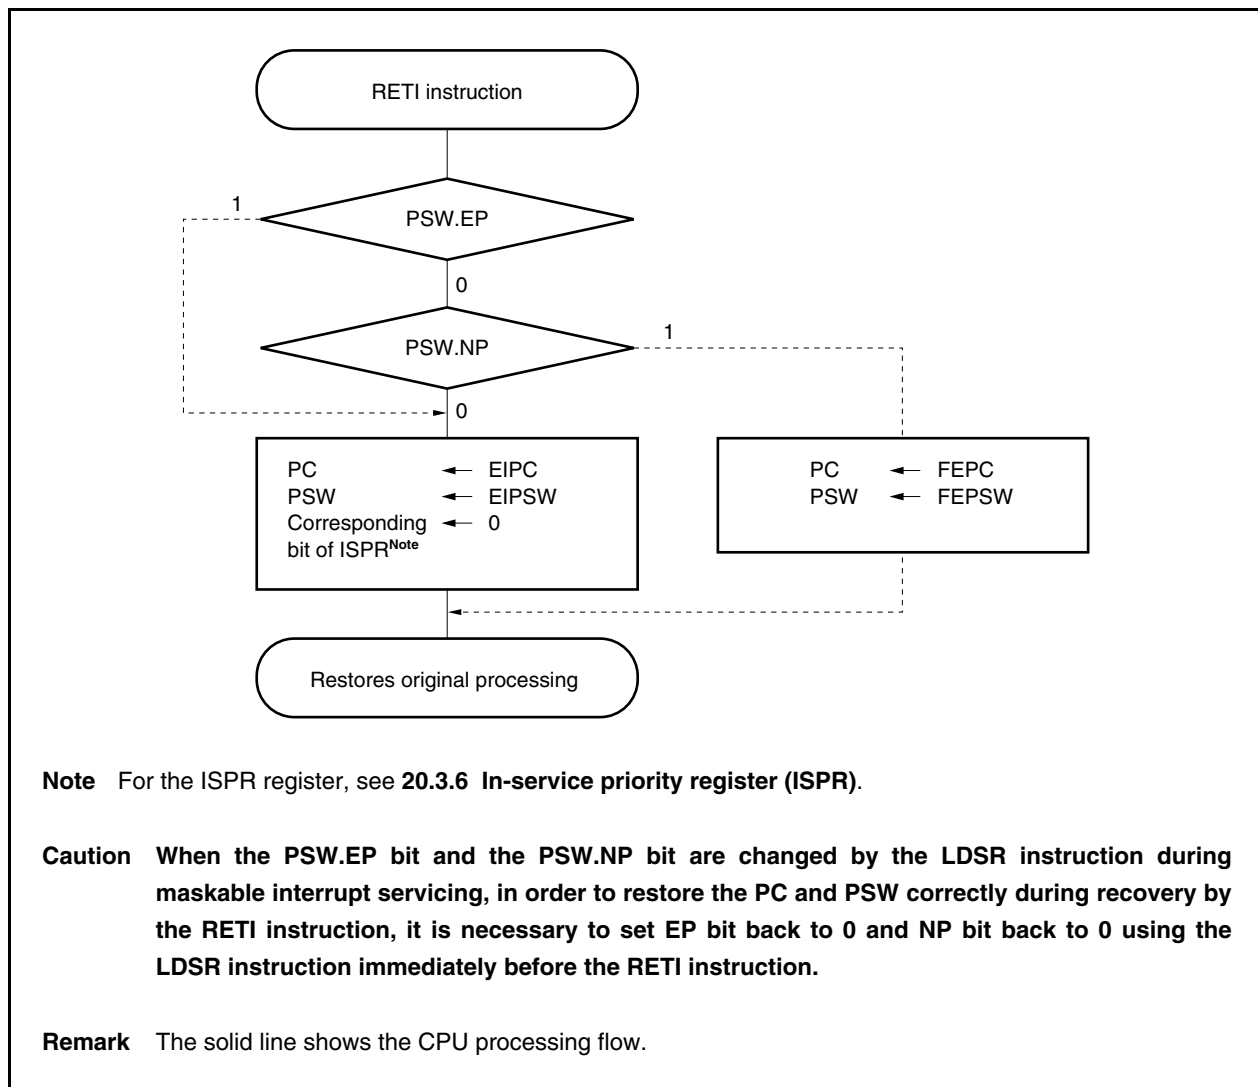 RETI instruction
1
PSW.EP
0
PSW.NP
1
0
PC ← EIPC
PSW ← EIPSW
Corresponding ← 0
bit of ISPRNote
PC ← FEPC
PSW ← FEPSW
Restores original processing
Note For the ISPR register, see 20.3.6 In-service priority register (ISPR).
Caution When the PSW.EP bit and the PSW.NP bit are changed by the LDSR instruction during
maskable interrupt servicing, in order to restore the PC and PSW correctly during recovery by
the RETI instruction, it is necessary to set EP bit back to 0 and NP bit back to 0 using the
LDSR instruction immediately before the RETI instruction.
Remark The solid line shows the CPU processing flow.